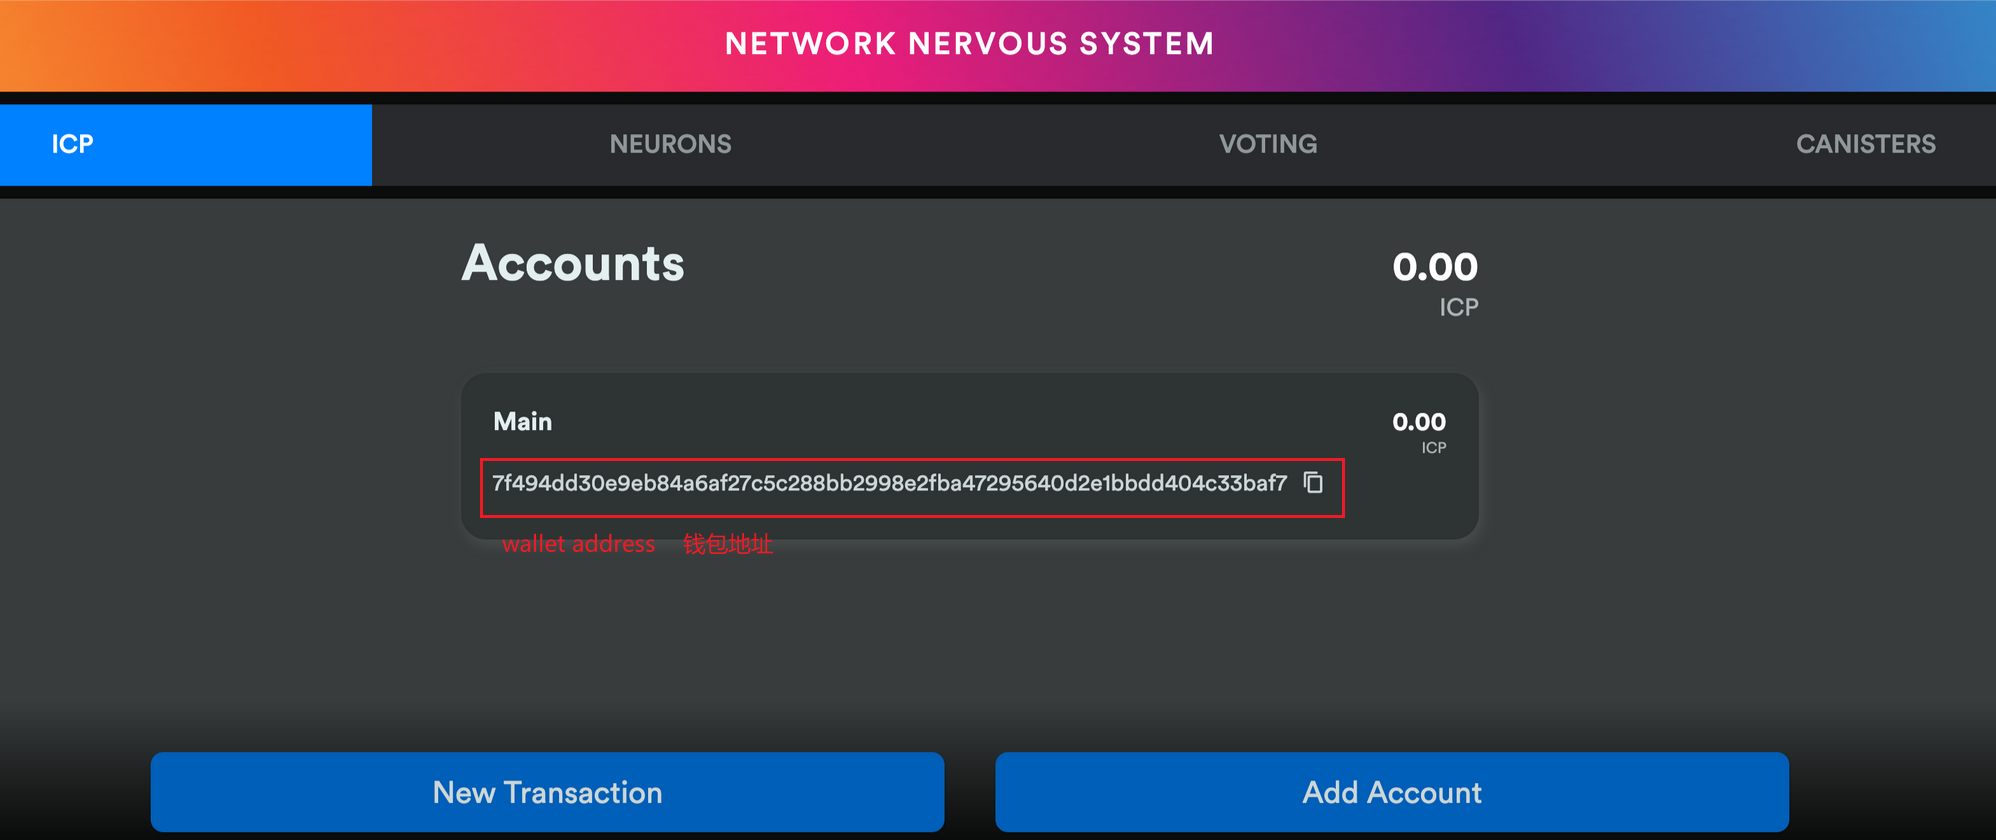 NETWORK NERVOUS SYSTEM
ICP NEURONS VOTING CANISTERS
Accounts 0.00
ICP
Main 0.00
ICP
7f494dd30e9eb84a6af27c5c288bb2998e2fba47295640d2e1bbdd404c33baf7
wallet address 钱包地址
New Transaction Add Account